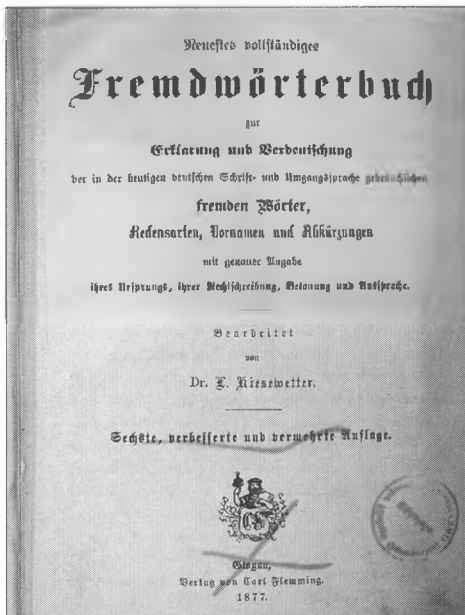 Neuestes vollständiges
Fremdwörterbuch
zur
Erklärung und Verdeutschung
der in der heutigen deutschen Schrift- und Umgangssprache gebräuchlichen
fremden Wörter,
Redensarten, Vornamen und Abkürzungen
mit genauer Angabe
ihres Ursprungs, ihrer Rechtschreibung, Betonung und Aussprache.
Bearbeitet
von
Dr. L. Kiesewetter.
Sechste, verbesserte und vermehrte Auflage.
CF
Glogau,
Verlag von Carl Flemming.
1877.